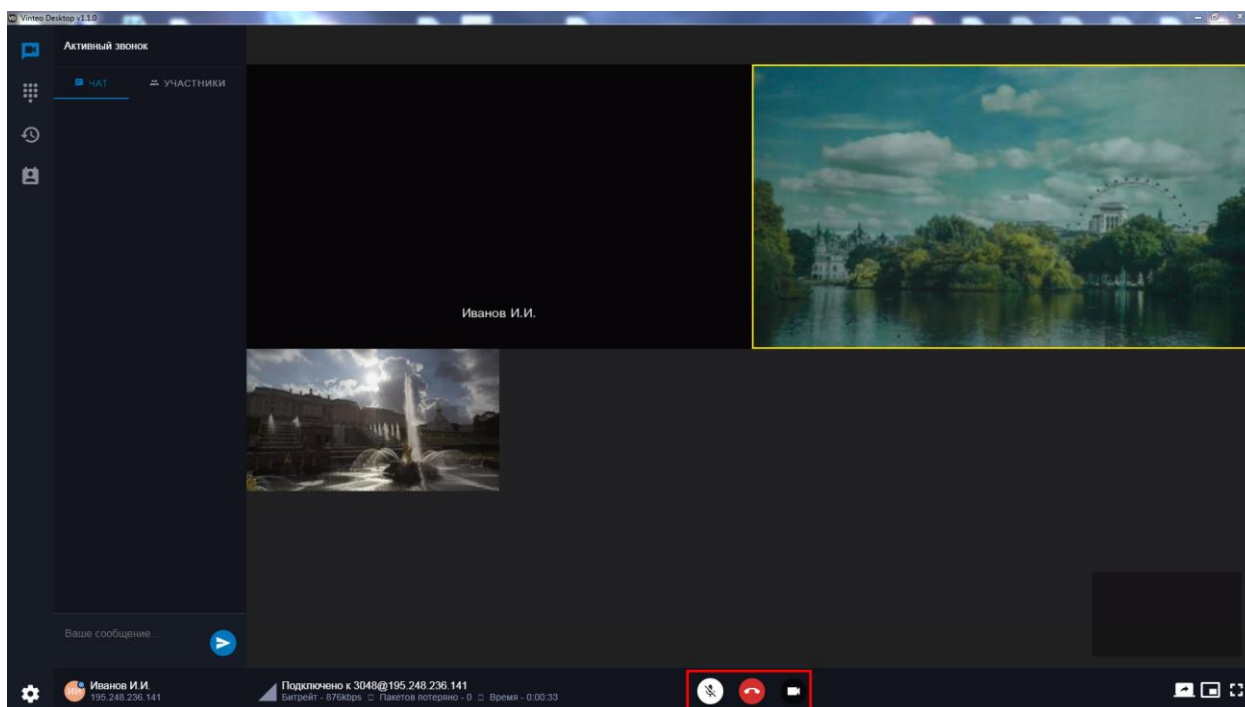 Vinteo Desktop v1.1.0
Активный звонок
ЧАТ
УЧАСТНИКИ
Иванов И.И.
Ваше сообщение...
ИИ
Иванов И.И.
195.248.236.141
Подключено к 3048@195.248.236.141
Битрейт - 876kbps Пакетов потеряно - 0 Время - 0:00:33